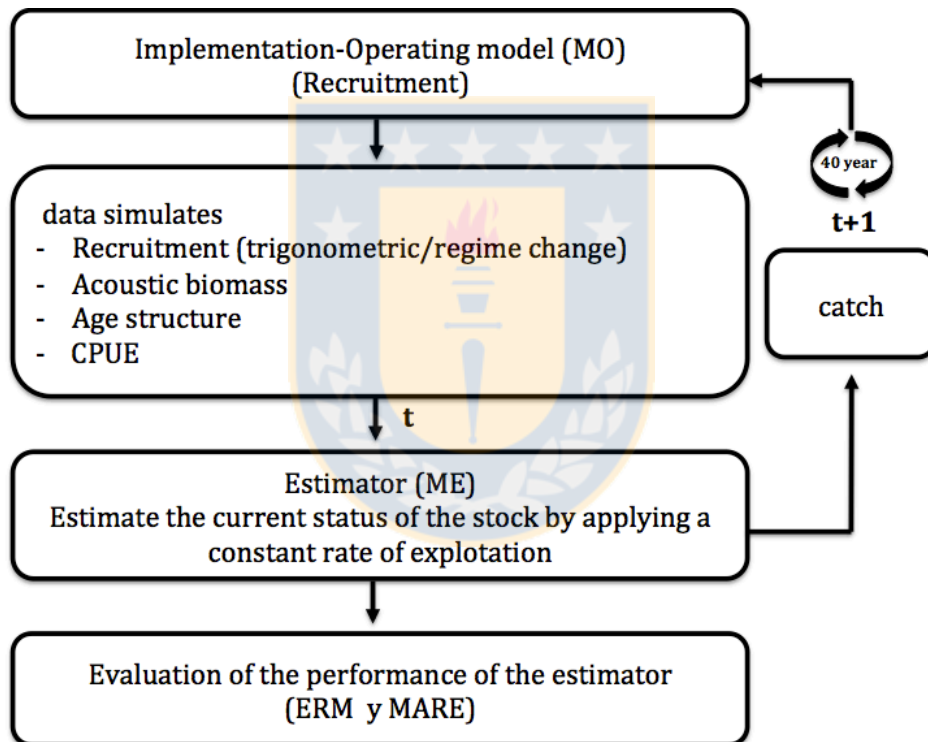 Implementation-Operating model (MO)
(Recruitment)
data simulates
- Recruitment (trigonometric/regime change)
- Acoustic biomass
- Age structure
- CPUE
t
Estimator (ME)
Estimate the current status of the stock by applying a
constant rate of explotation
Evaluation of the performance of the estimator
(ERM y MARE)
40 year
t+1
catch